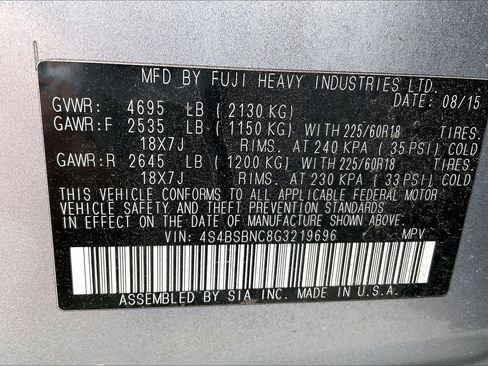 MFD BY FUJI HEAVY INDUSTRIES LTD.
DATE: 08/15
GVWR: 4695 LB (2130 KG)
GAWR:F 2535 LB (1150 KG) WITH 225/60R18 TIRES.
18X7J RIMS. AT 240 KPA (35 PSI) COLD
GAWR:R 2645 LB (1200 KG) WITH 225/60R18 TIRES.
18X7J RIMS. AT 230 KPA (33 PSI) COLD
THIS VEHICLE CONFORMS TO ALL APPLICABLE FEDERAL MOTOR
VEHICLE SAFETY AND THEFT PREVENTION STANDARDS
IN EFFECT ON THE DATE OF MANUFACTURE SHOWN ABOVE.
VIN: 4S4BSBNC8G3219696 MPV
ASSEMBLED BY SIA INC. MADE IN U.S.A.